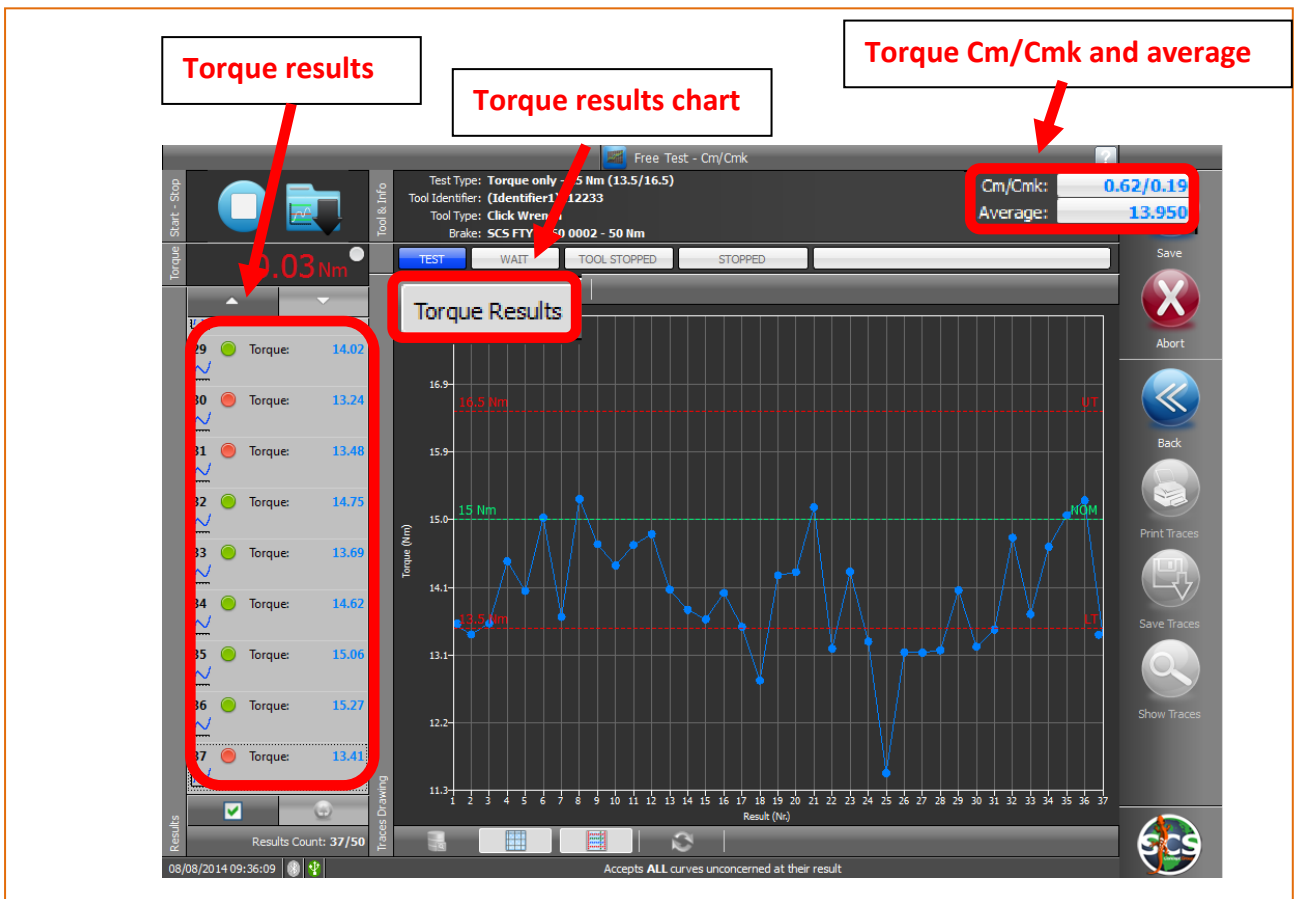 Torque results
Torque results chart
Torque Cm/Cmk and average
Free Test - Cm/Cmk
?
Start - Stop
Tool & Info
Test Type: Torque only - 15 Nm (13.5/16.5)
Tool Identifier: (Identifier1) 12233
Tool Type: Click Wrench
Brake: SCS FTY 50 0002 - 50 Nm
Cm/Cmk: 0.62/0.19
Average: 13.950
Save
Torque
0.03 Nm
TEST
WAIT
TOOL STOPPED
STOPPED
Torque Results
Abort
Back
Print Traces
Save Traces
Show Traces
29 Torque: 14.02
30 Torque: 13.24
31 Torque: 13.48
32 Torque: 14.75
33 Torque: 13.69
34 Torque: 14.62
35 Torque: 15.06
36 Torque: 15.27
37 Torque: 13.41
Results
Results Count: 37/50
Traces Drawing
Torque (Nm)
16.9
16.5 Nm UT
15.9
15 Nm NOM
15.0
14.1
13.5 Nm LT
13.1
12.2
11.3
1 2 3 4 5 6 7 8 9 10 11 12 13 14 15 16 17 18 19 20 21 22 23 24 25 26 27 28 29 30 31 32 33 34 35 36 37
Result (Nr.)
08/08/2014 09:36:09
Accepts ALL curves unconcerned at their result
SCS